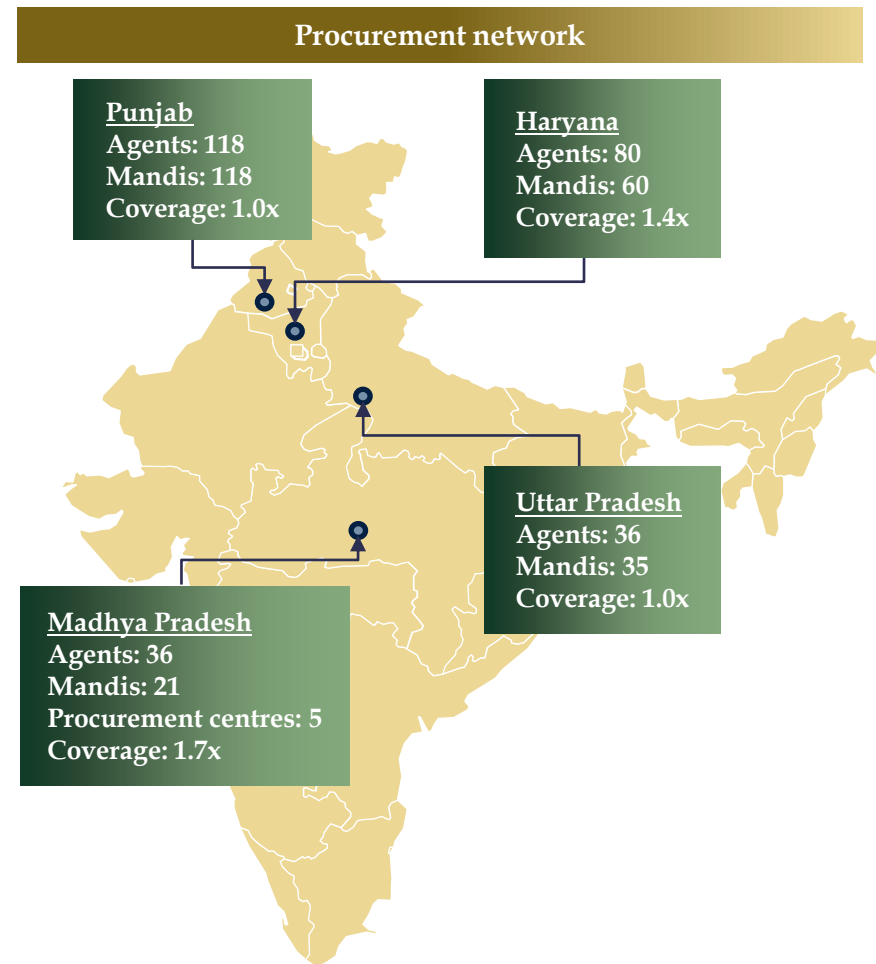 Procurement network
Punjab
Agents: 118
Mandis: 118
Coverage: 1.0x
Haryana
Agents: 80
Mandis: 60
Coverage: 1.4x
Uttar Pradesh
Agents: 36
Mandis: 35
Coverage: 1.0x
Madhya Pradesh
Agents: 36
Mandis: 21
Procurement centres: 5
Coverage: 1.7x